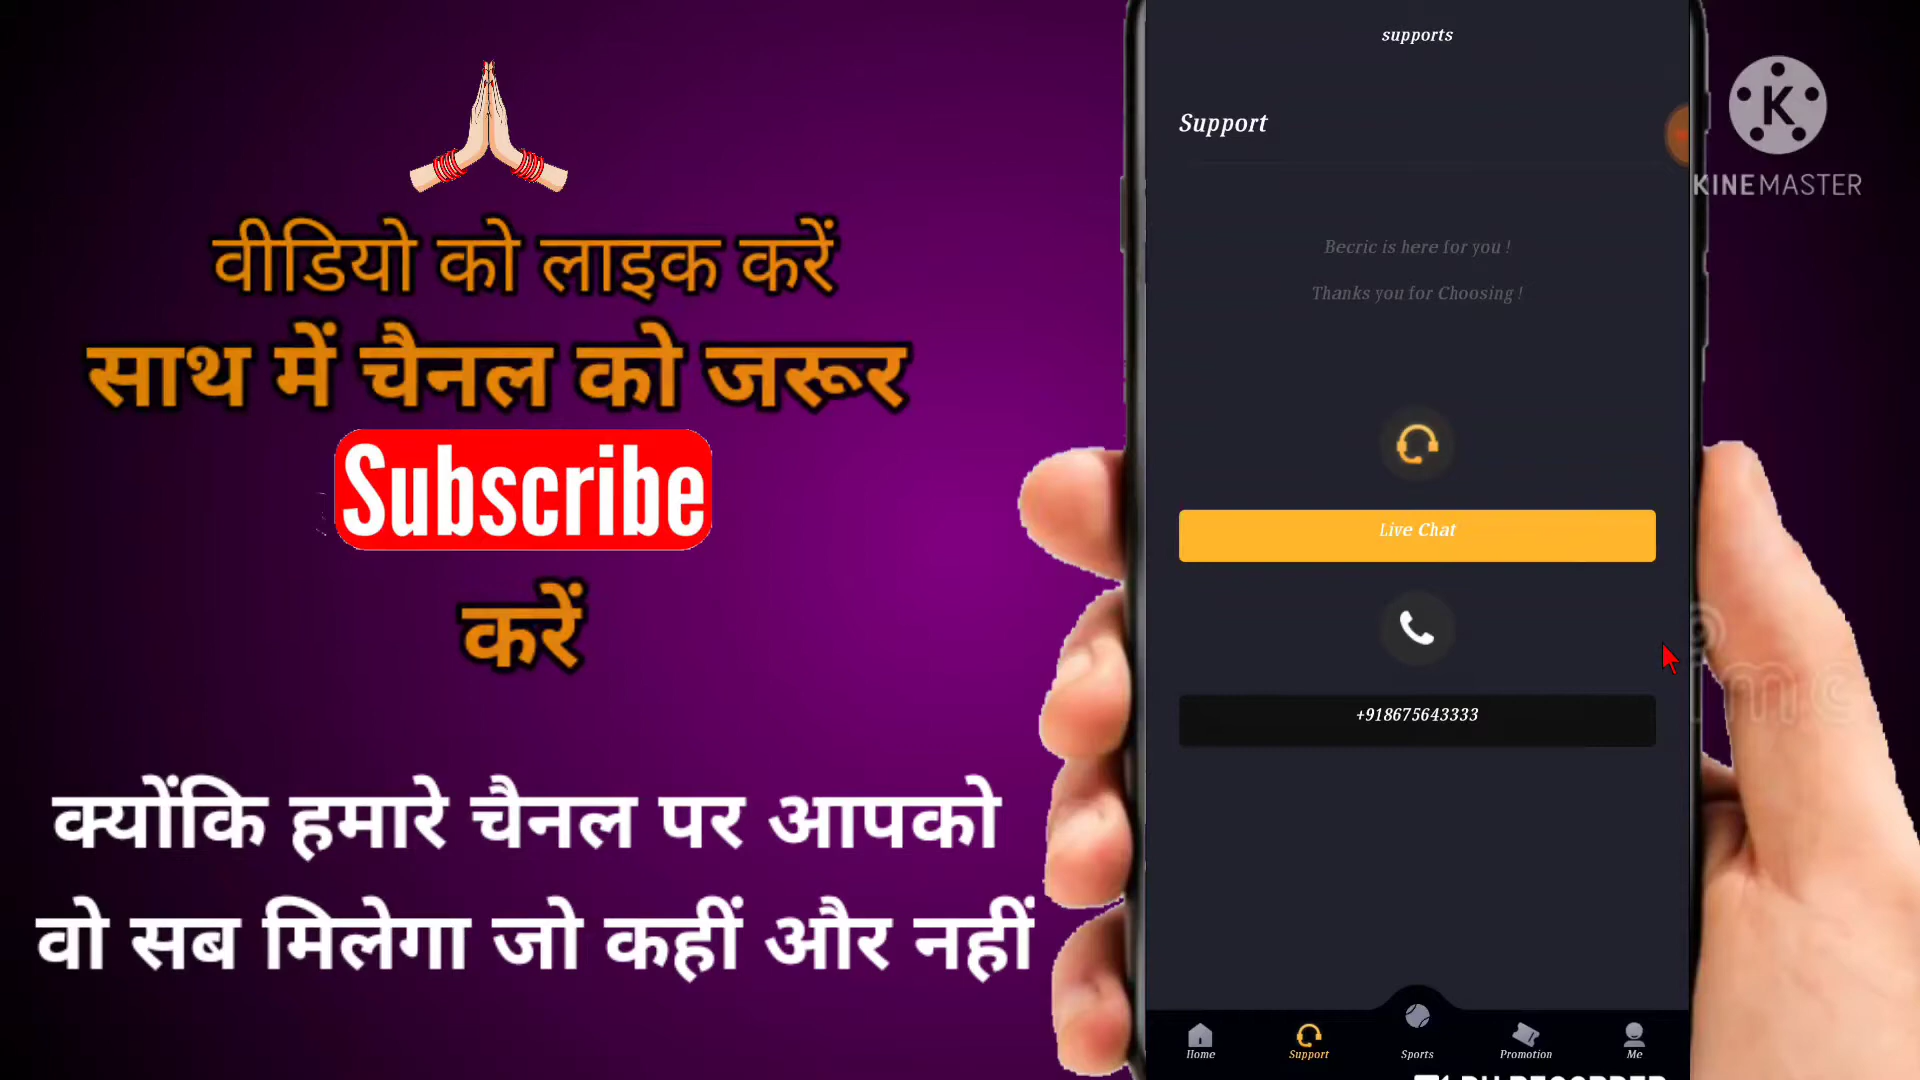 वीडियो को लाइक करें
साथ में चैनल को जरूर
Subscribe
करें
क्योंकि हमारे चैनल पर आपको
वो सब मिलेगा जो कहीं और नहीं
supports
Support
Becric is here for you !
Thanks you for Choosing !
Live Chat
+918675643333
Home
Support
Sports
Promotion
Me
K
KINEMASTER